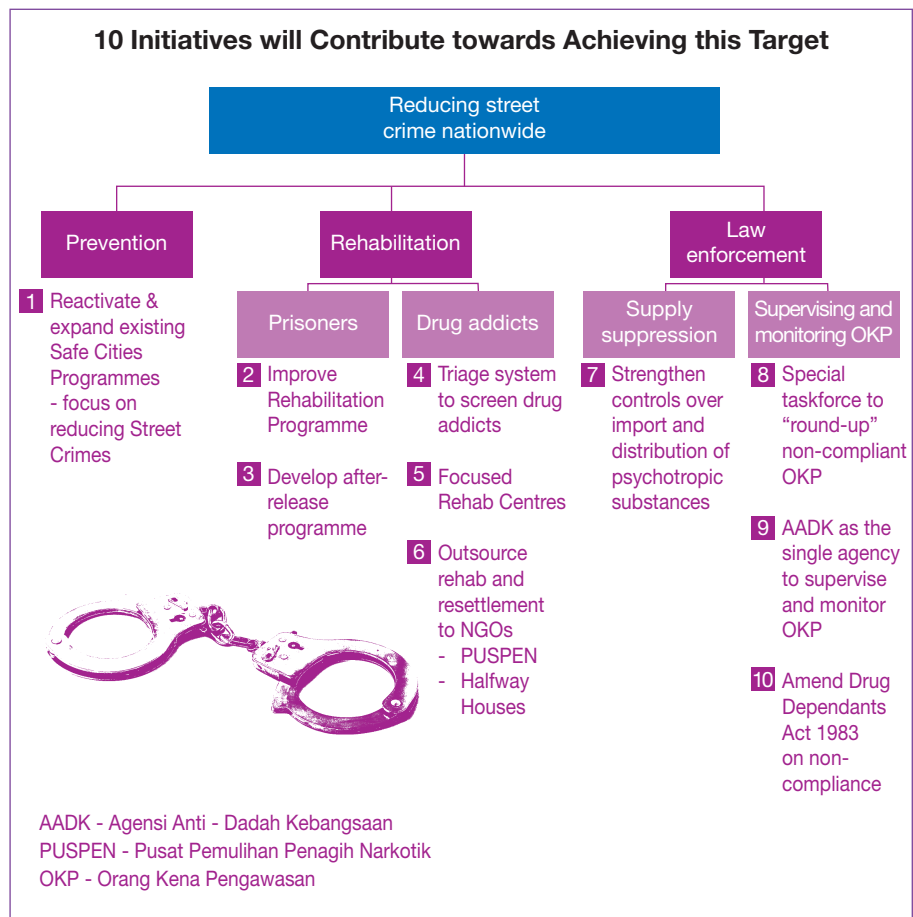 10 Initiatives will Contribute towards Achieving this Target
Reducing street
crime nationwide
Prevention
Rehabilitation
Law
enforcement
1 Reactivate &
expand existing
Safe Cities
Programmes
- focus on
reducing Street
Crimes
Prisoners
2 Improve
Rehabilitation
Programme
3 Develop after-
release
programme
Drug addicts
4 Triage system
to screen drug
addicts
5 Focused
Rehab Centres
6 Outsource
rehab and
resettlement
to NGOs
- PUSPEN
- Halfway
Houses
Supply
suppression
7 Strengthen
controls over
import and
distribution of
psychotropic
substances
Supervising and
monitoring OKP
8 Special
taskforce to
“round-up”
non-compliant
OKP
9 AADK as the
single agency
to supervise
and monitor
OKP
10 Amend Drug
Dependants
Act 1983
on non-
compliance
AADK - Agensi Anti - Dadah Kebangsaan
PUSPEN - Pusat Pemulihan Penagih Narkotik
OKP - Orang Kena Pengawasan